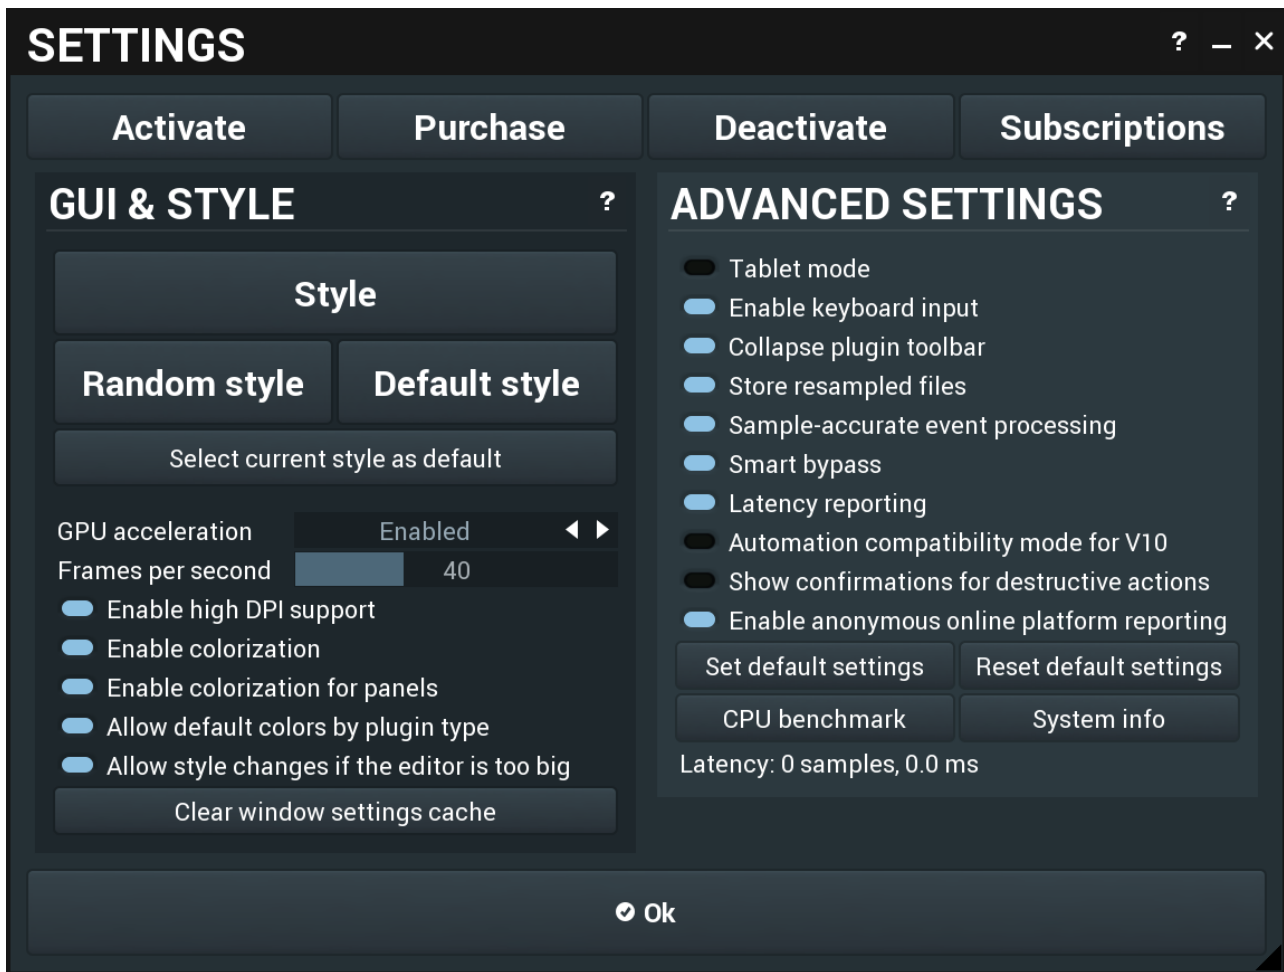 SETTINGS
? _ ×
Activate Purchase Deactivate Subscriptions
GUI & STYLE ?
Style
Random style Default style
Select current style as default
GPU acceleration Enabled
Frames per second 40
Enable high DPI support
Enable colorization
Enable colorization for panels
Allow default colors by plugin type
Allow style changes if the editor is too big
Clear window settings cache
ADVANCED SETTINGS ?
Tablet mode
Enable keyboard input
Collapse plugin toolbar
Store resampled files
Sample-accurate event processing
Smart bypass
Latency reporting
Automation compatibility mode for V10
Show confirmations for destructive actions
Enable anonymous online platform reporting
Set default settings Reset default settings
CPU benchmark System info
Latency: 0 samples, 0.0 ms
Ok